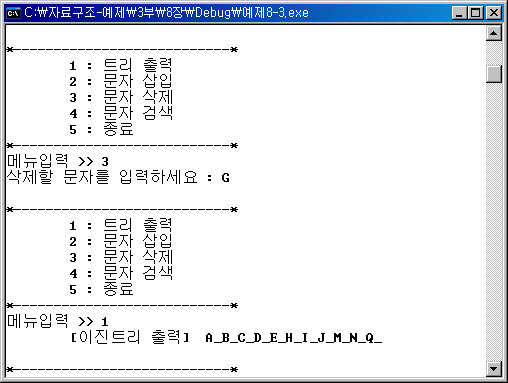 C:\자료구조-예제\3부\8장\Debug\예제8-3.exe
*----------------------------*
1 : 트리 출력
2 : 문자 삽입
3 : 문자 삭제
4 : 문자 검색
5 : 종료
*----------------------------*
메뉴입력 >> 3
삭제할 문자를 입력하세요 : G
*----------------------------*
1 : 트리 출력
2 : 문자 삽입
3 : 문자 삭제
4 : 문자 검색
5 : 종료
*----------------------------*
메뉴입력 >> 1
[이진트리 출력] A_B_C_D_E_H_I_J_M_N_Q_
*----------------------------*